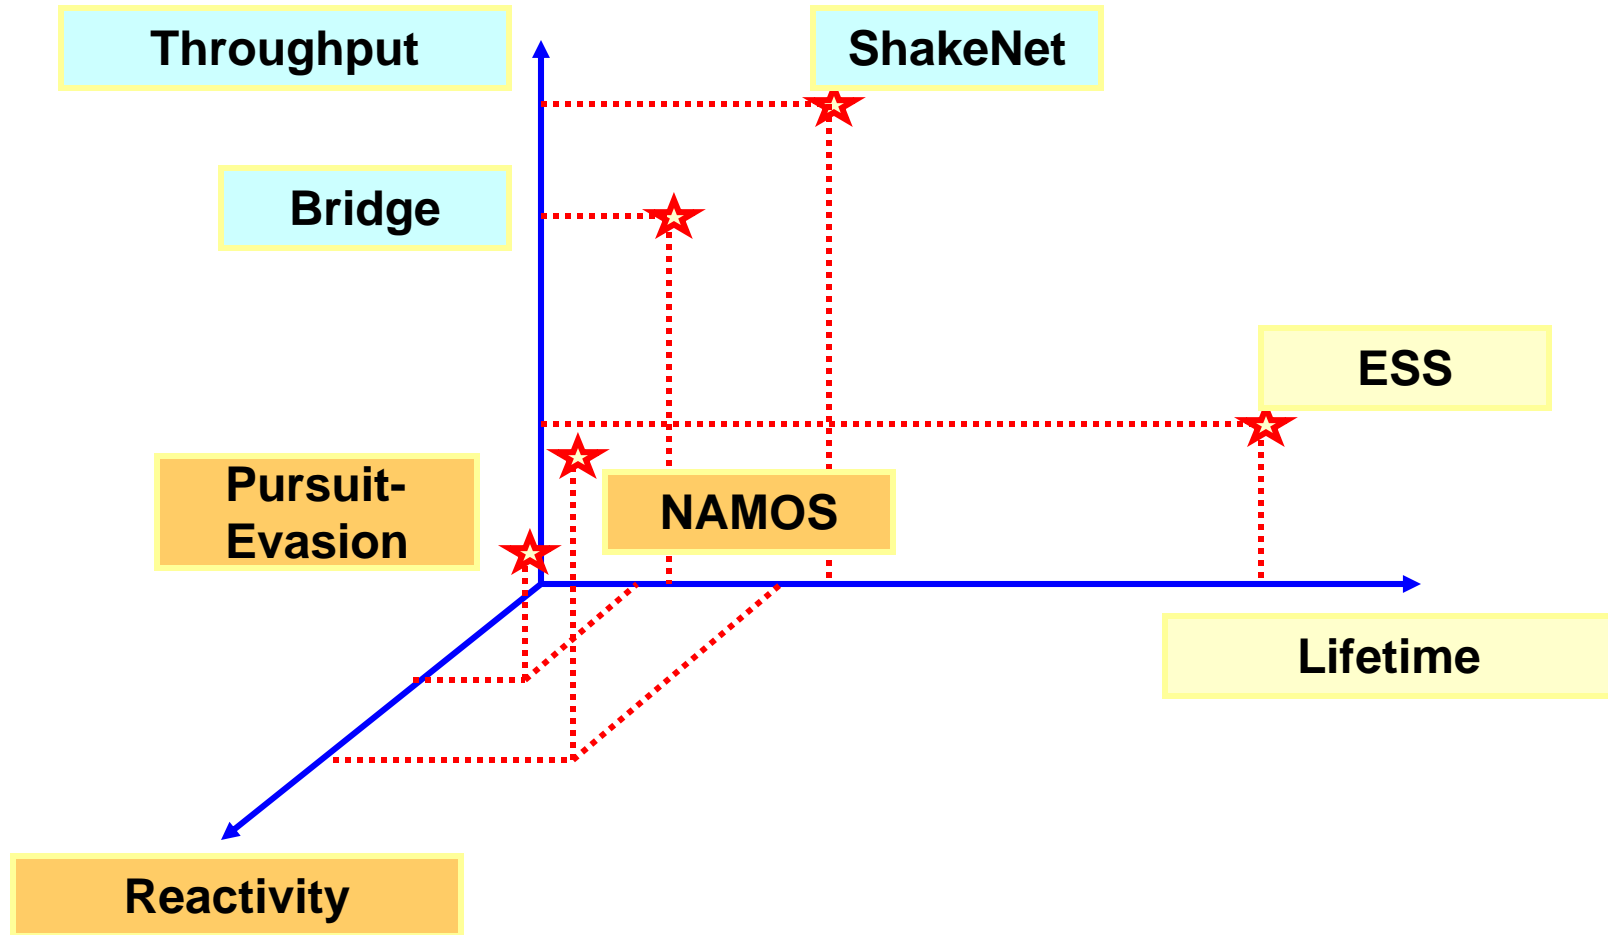 Throughput
ShakeNet
Bridge
ESS
Pursuit-
Evasion
NAMOS
Lifetime
Reactivity